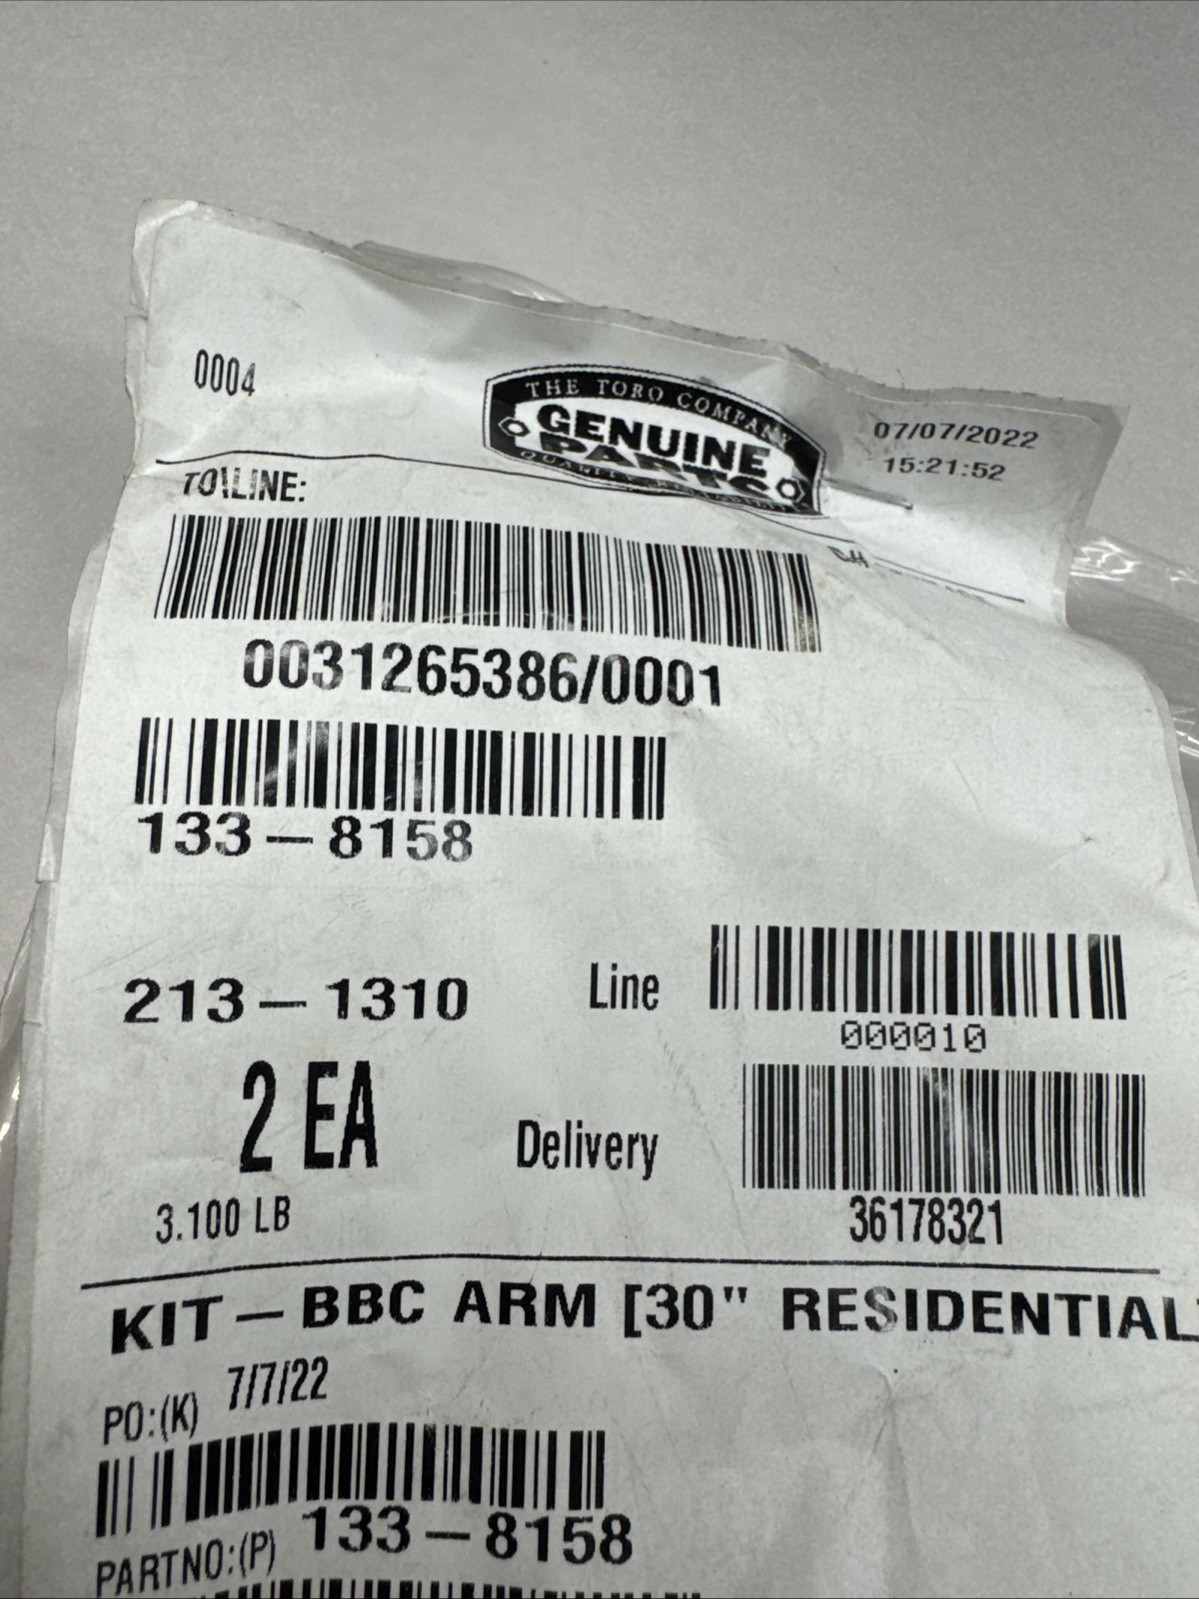 0004
THE TORO COMPANY
GENUINE
PARTS
07/07/2022
15:21:52
TO\LINE:
0031265386/0001
133-8158
213-1310
Line
000010
2 EA
Delivery
3.100 LB
36178321
KIT-BBC ARM [30" RESIDENTIAL
PO:(K) 7/7/22
PARTNO:(P) 133-8158